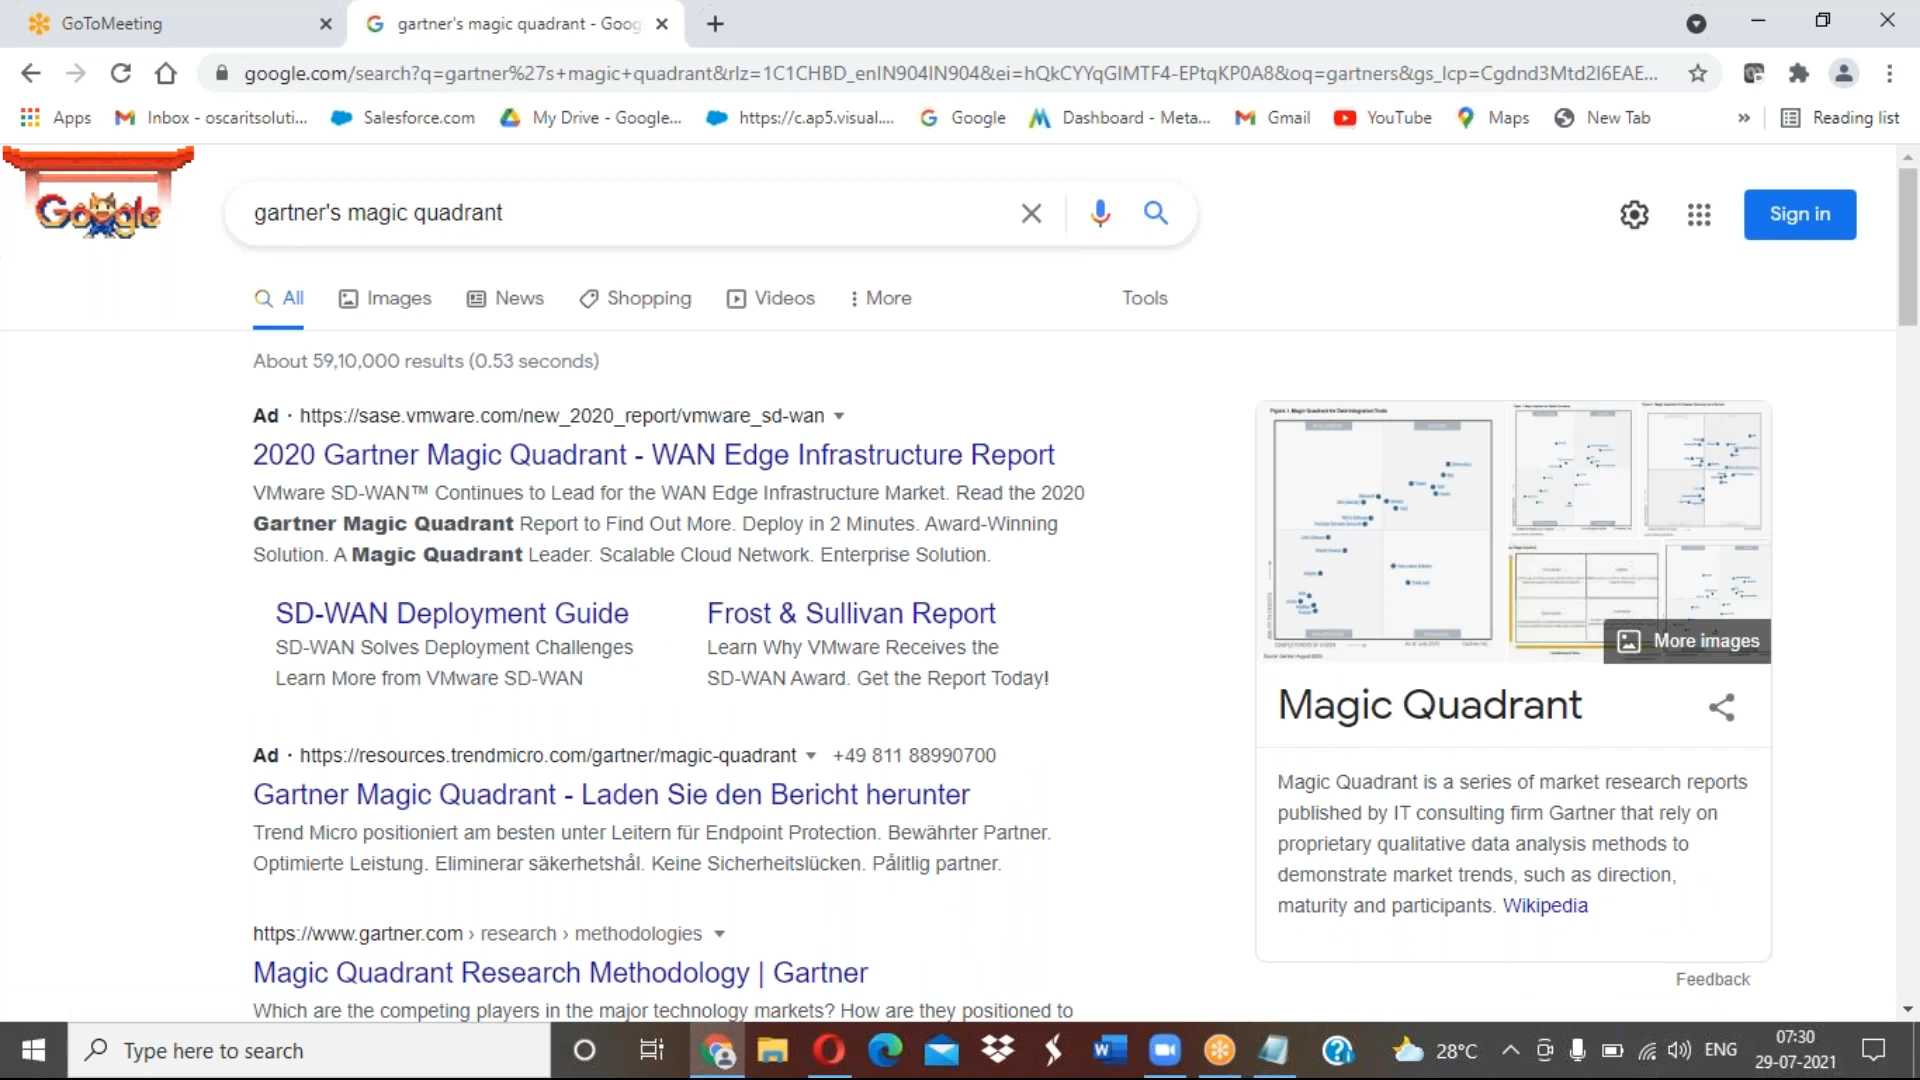 GoToMeeting
gartner's magic quadrant - Goog
google.com/search?q=gartner%27s+magic+quadrant&rlz=1C1CHBD_enIN904IN904&ei=hQkCYYqGIMTF4-EPtqKP0A8&oq=gartners&gs_lcp=Cgdnd3Mtd2l6EAE...
Apps
Inbox - oscaritsoluti...
Salesforce.com
My Drive - Google...
https://c.ap5.visual....
Google
Dashboard - Meta...
Gmail
YouTube
Maps
New Tab
»
Reading list
Google
gartner's magic quadrant
Sign in
All
Images
News
Shopping
Videos
More
Tools
About 59,10,000 results (0.53 seconds)
Ad · https://sase.vmware.com/new_2020_report/vmware_sd-wan
2020 Gartner Magic Quadrant - WAN Edge Infrastructure Report
VMware SD-WAN™ Continues to Lead for the WAN Edge Infrastructure Market. Read the 2020
Gartner Magic Quadrant Report to Find Out More. Deploy in 2 Minutes. Award-Winning
Solution. A Magic Quadrant Leader. Scalable Cloud Network. Enterprise Solution.
SD-WAN Deployment Guide
SD-WAN Solves Deployment Challenges
Learn More from VMware SD-WAN
Frost & Sullivan Report
Learn Why VMware Receives the
SD-WAN Award. Get the Report Today!
Ad · https://resources.trendmicro.com/gartner/magic-quadrant +49 811 88990700
Gartner Magic Quadrant - Laden Sie den Bericht herunter
Trend Micro positioniert am besten unter Leitern für Endpoint Protection. Bewährter Partner.
Optimierte Leistung. Eliminerar säkerhetshål. Keine Sicherheitslücken. Pålitlig partner.
https://www.gartner.com › research › methodologies
Magic Quadrant Research Methodology | Gartner
Which are the competing players in the major technology markets? How are they positioned to
Figure 1. Magic Quadrant for Data Integration Tools
More images
Magic Quadrant
Magic Quadrant is a series of market research reports
published by IT consulting firm Gartner that rely on
proprietary qualitative data analysis methods to
demonstrate market trends, such as direction,
maturity and participants. Wikipedia
Feedback
Type here to search
28°C
ENG
07:30
29-07-2021